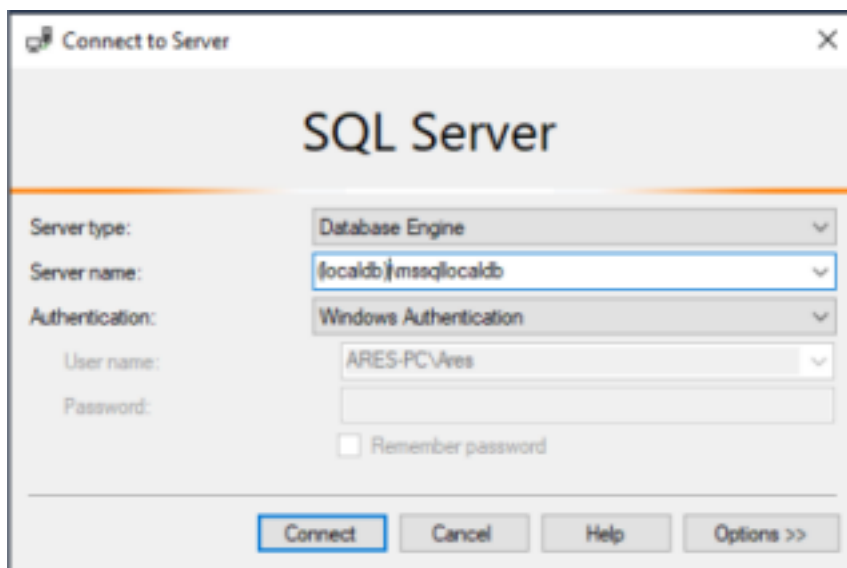 Connect to Server
SQL Server
Server type: Database Engine
Server name: (localdb)\mssqllocaldb
Authentication: Windows Authentication
User name: ARES-PC\Ares
Password:
Remember password
Connect Cancel Help Options >>